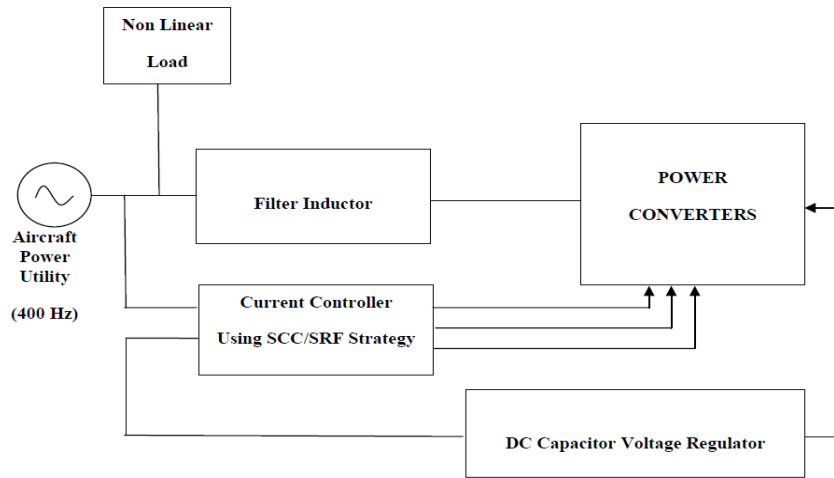 Non Linear
Load
Filter Inductor
POWER
CONVERTERS
Aircraft
Power
Utility
(400 Hz)
Current Controller
Using SCC/SRF Strategy
DC Capacitor Voltage Regulator